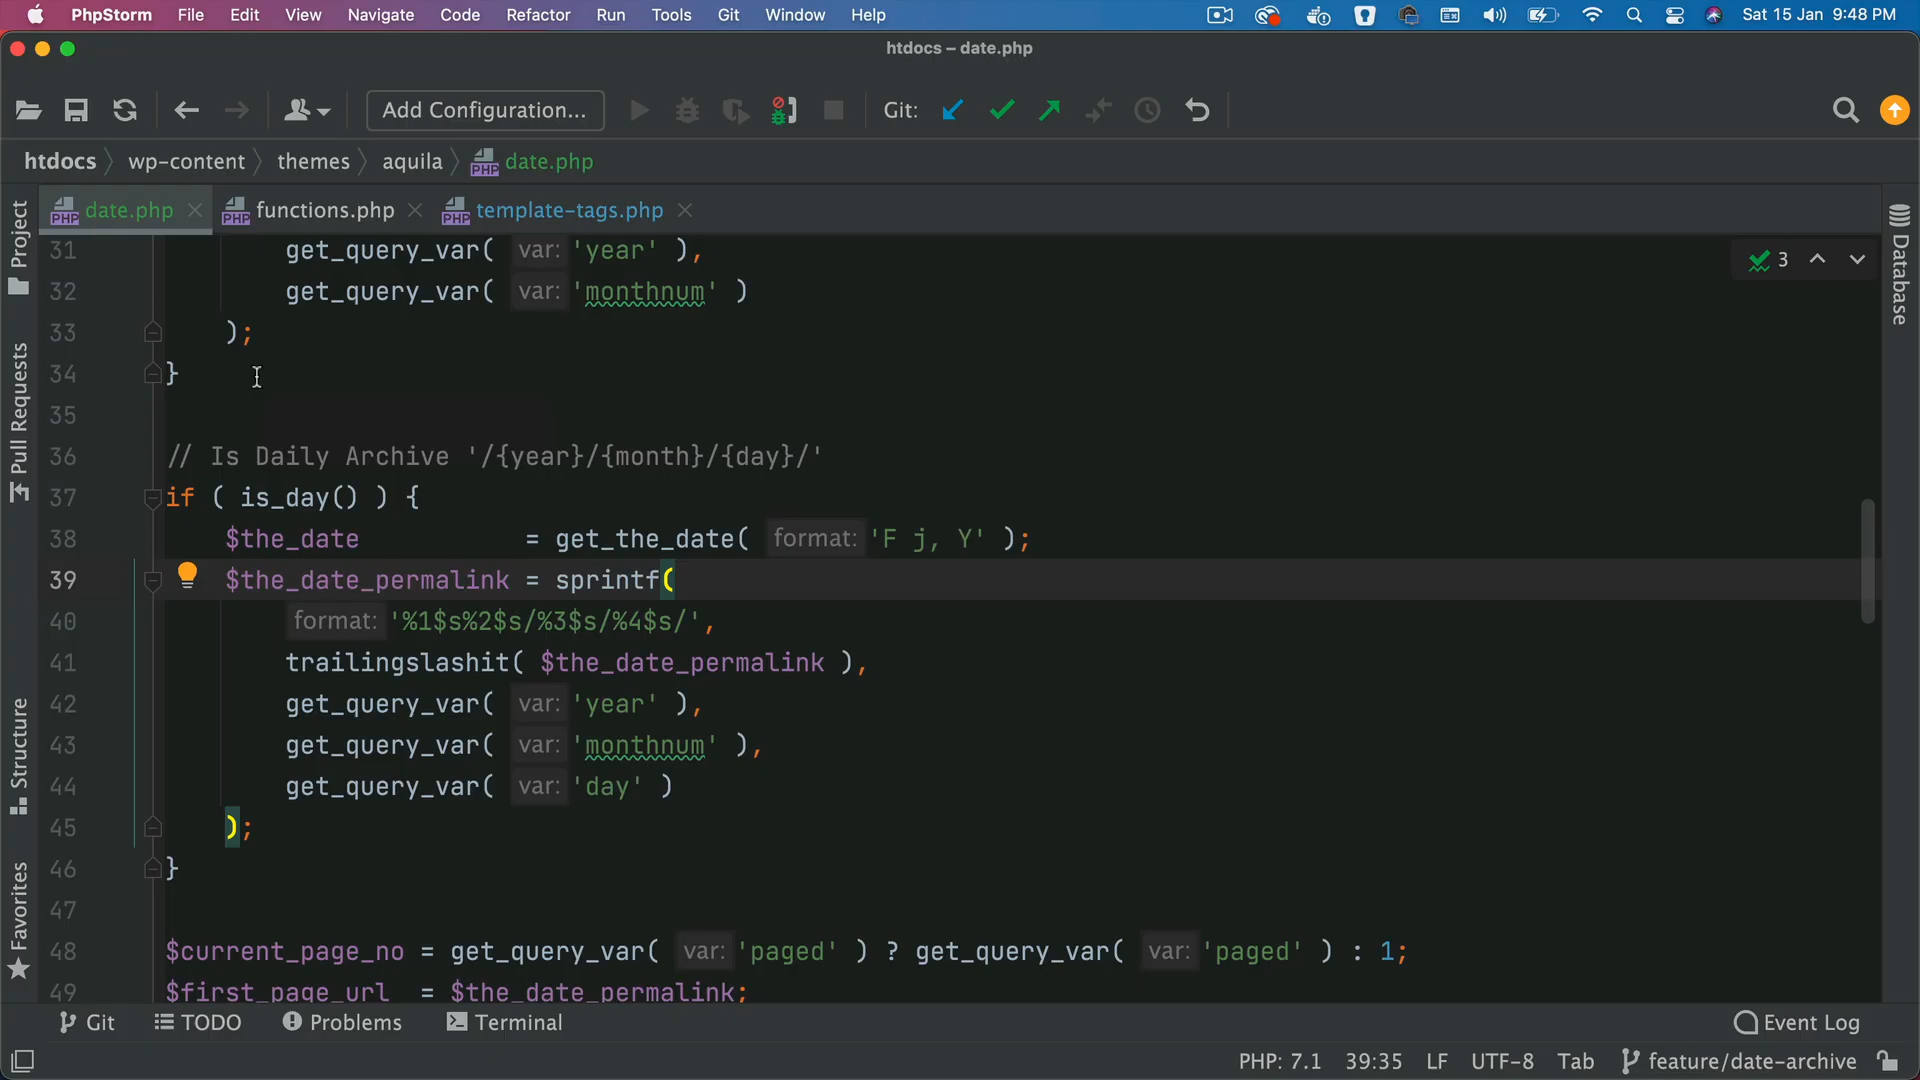 PhpStorm File Edit View Navigate Code Refactor Run Tools Git Window Help Sat 15 Jan 9:48 PM
htdocs – date.php
Add Configuration... Git:
htdocs wp-content themes aquila date.php
date.php functions.php template-tags.php
Project
Pull Requests
Structure
Favorites
Database
3
31 get_query_var( var: 'year' ),
32 get_query_var( var: 'monthnum' )
33 );
34 }
35
36 // Is Daily Archive '/{year}/{month}/{day}/'
37 if ( is_day() ) {
38 $the_date = get_the_date( format: 'F j, Y' );
39 $the_date_permalink = sprintf(
40 format: '%1$s%2$s/%3$s/%4$s/',
41 trailingslashit( $the_date_permalink ),
42 get_query_var( var: 'year' ),
43 get_query_var( var: 'monthnum' ),
44 get_query_var( var: 'day' )
45 );
46 }
47
48 $current_page_no = get_query_var( var: 'paged' ) ? get_query_var( var: 'paged' ) : 1;
49 $first_page_url = $the_date_permalink;
Git TODO Problems Terminal Event Log
PHP: 7.1 39:35 LF UTF-8 Tab feature/date-archive